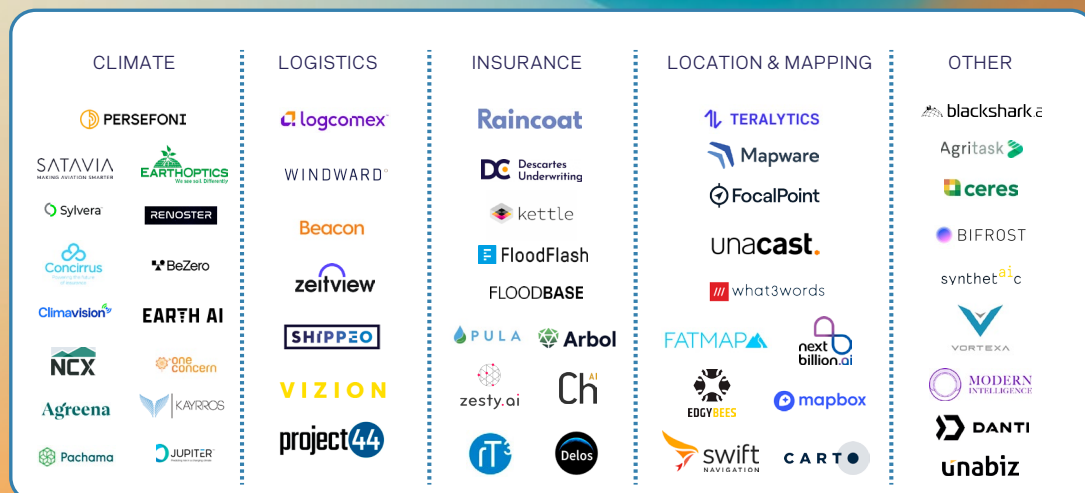 CLIMATE
PERSEFONI
SATAVIA
MAKING AVIATION SMARTER
EARTHOPTICS
We see soil. Differently
Sylvera
RENOSTER
Concirrus
BeZero
Climavision
EARTH AI
NCX
one
concern
Agreena
KAYRROS
Pachama
JUPITER
LOGISTICS
logcomex
WINDWARD
Beacon
zeitview
SHIPPEO
VIZION
project44
INSURANCE
Raincoat
DC Descartes
Underwriting
kettle
FloodFlash
FLOODBASE
PULA
Arbol
zesty.ai
Ch AI
rT3
Delos
LOCATION & MAPPING
TERALYTICS
Mapware
FocalPoint
unacast.
what3words
FATMAP
next
billion.ai
EDGYBEES
mapbox
swift
NAVIGATION
CARTO
OTHER
blackshark.a
Agritask
ceres
BIFROST
synthetaic
VORTEXA
MODERN
INTELLIGENCE
DANTI
unabiz